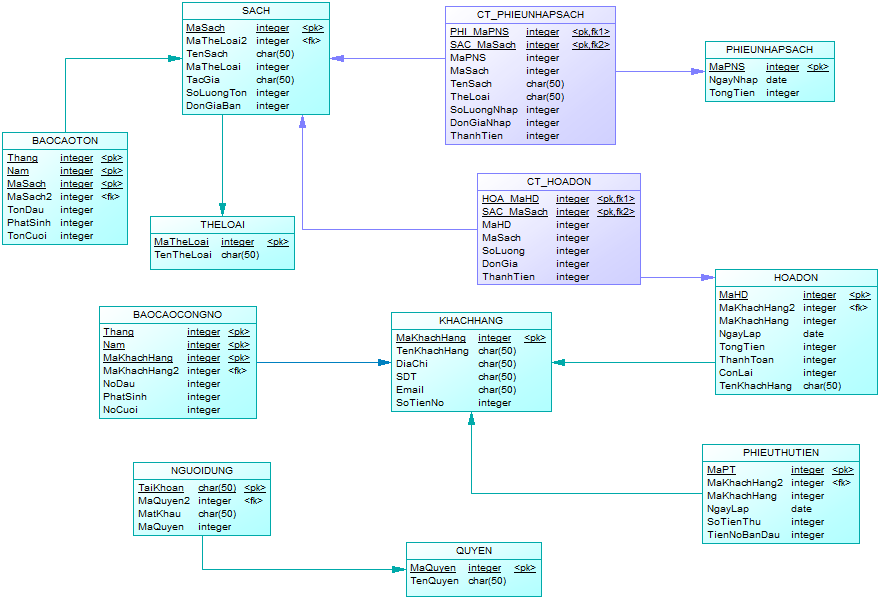 SACH
MaSach integer <pk>
MaTheLoai2 integer <fk>
TenSach char(50)
MaTheLoai integer
TacGia char(50)
SoLuongTon integer
DonGiaBan integer
CT_PHIEUNHAPSACH
PHI_MaPNS integer <pk,fk1>
SAC_MaSach integer <pk,fk2>
MaPNS integer
MaSach integer
TenSach char(50)
TheLoai char(50)
SoLuongNhap integer
DonGiaNhap integer
ThanhTien integer
PHIEUNHAPSACH
MaPNS integer <pk>
NgayNhap date
TongTien integer
BAOCAOTON
Thang integer <pk>
Nam integer <pk>
MaSach integer <pk>
MaSach2 integer <fk>
TonDau integer
PhatSinh integer
TonCuoi integer
THELOAI
MaTheLoai integer <pk>
TenTheLoai char(50)
CT_HOADON
HOA_MaHD integer <pk,fk1>
SAC_MaSach integer <pk,fk2>
MaHD integer
MaSach integer
SoLuong integer
DonGia integer
ThanhTien integer
HOADON
MaHD integer <pk>
MaKhachHang2 integer <fk>
MaKhachHang integer
NgayLap date
TongTien integer
ThanhToan integer
ConLai integer
TenKhachHang char(50)
BAOCAOCONGNO
Thang integer <pk>
Nam integer <pk>
MaKhachHang integer <pk>
MaKhachHang2 integer <fk>
NoDau integer
PhatSinh integer
NoCuoi integer
KHACHHANG
MaKhachHang integer <pk>
TenKhachHang char(50)
DiaChi char(50)
SDT char(50)
Email char(50)
SoTienNo integer
PHIEUTHUTIEN
MaPT integer <pk>
MaKhachHang2 integer <fk>
MaKhachHang integer
NgayLap date
SoTienThu integer
TienNoBanDau integer
NGUOIDUNG
TaiKhoan char(50) <pk>
MaQuyen2 integer <fk>
MatKhau char(50)
MaQuyen integer
QUYEN
MaQuyen integer <pk>
TenQuyen char(50)